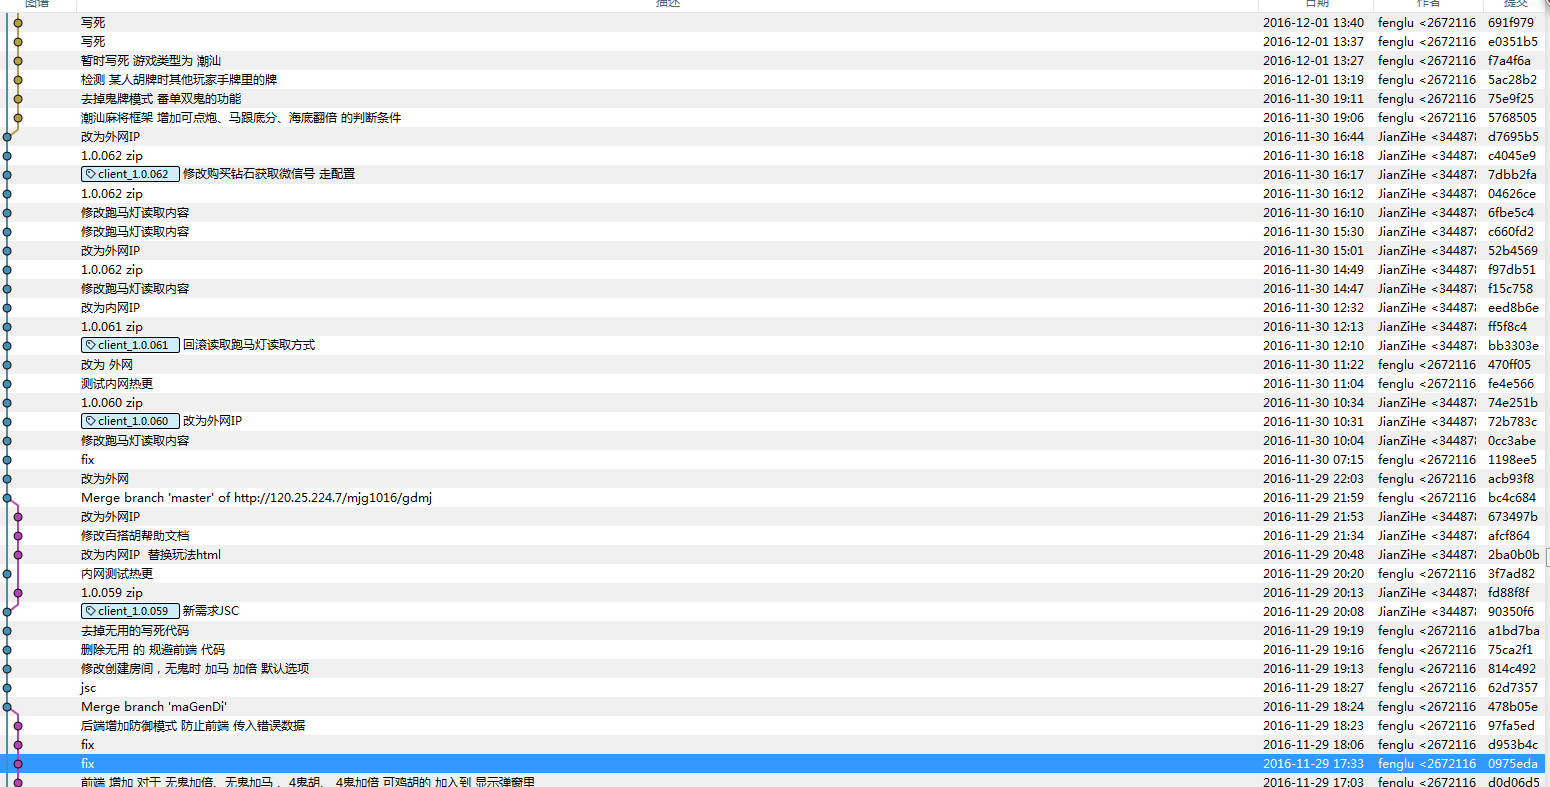 图谱 描述 日期 作者 提交
写死 2016-12-01 13:40 fenglu <2672116 691f979
写死 2016-12-01 13:37 fenglu <2672116 e0351b5
暂时写死 游戏类型为 潮汕 2016-12-01 13:27 fenglu <2672116 f7a4f6a
检测 某人胡牌时其他玩家手牌里的牌 2016-12-01 13:19 fenglu <2672116 5ac28b2
去掉鬼牌模式 番单双鬼的功能 2016-11-30 19:11 fenglu <2672116 75e9f25
潮汕麻将框架 增加可点炮、马跟底分、海底翻倍 的判断条件 2016-11-30 19:06 fenglu <2672116 5768505
改为外网IP 2016-11-30 16:44 JianZiHe <34487 d7695b5
1.0.062 zip 2016-11-30 16:18 JianZiHe <34487 c4045e9
client_1.0.062 修改购买钻石获取微信号 走配置 2016-11-30 16:17 JianZiHe <34487 7dbb2fa
1.0.062 zip 2016-11-30 16:12 JianZiHe <34487 04626ce
修改跑马灯读取内容 2016-11-30 16:10 JianZiHe <34487 6fbe5c4
修改跑马灯读取内容 2016-11-30 15:30 JianZiHe <34487 c660fd2
改为外网IP 2016-11-30 15:01 JianZiHe <34487 52b4569
1.0.062 zip 2016-11-30 14:49 JianZiHe <34487 f97db51
修改跑马灯读取内容 2016-11-30 14:47 JianZiHe <34487 f15c758
改为内网IP 2016-11-30 12:32 JianZiHe <34487 eed8b6e
1.0.061 zip 2016-11-30 12:13 JianZiHe <34487 ff5f8c4
client_1.0.061 回滚读取跑马灯读取方式 2016-11-30 12:10 JianZiHe <34487 bb3303e
改为 外网 2016-11-30 11:22 fenglu <2672116 470ff05
测试内网热更 2016-11-30 11:04 fenglu <2672116 fe4e566
1.0.060 zip 2016-11-30 10:34 JianZiHe <34487 74e251b
client_1.0.060 改为外网IP 2016-11-30 10:31 JianZiHe <34487 72b783c
修改跑马灯读取内容 2016-11-30 10:04 JianZiHe <34487 0cc3abe
fix 2016-11-30 07:15 fenglu <2672116 1198ee5
改为外网 2016-11-29 22:03 fenglu <2672116 acb93f8
Merge branch 'master' of http://120.25.224.7/mjg1016/gdmj 2016-11-29 21:59 fenglu <2672116 bc4c684
改为外网IP 2016-11-29 21:53 JianZiHe <34487 673497b
修改百搭胡帮助文档 2016-11-29 21:34 JianZiHe <34487 afcf864
改为内网IP 替换玩法html 2016-11-29 20:48 JianZiHe <34487 2ba0b0b
内网测试热更 2016-11-29 20:20 fenglu <2672116 3f7ad82
1.0.059 zip 2016-11-29 20:13 JianZiHe <34487 fd88f8f
client_1.0.059 新需求JSC 2016-11-29 20:08 JianZiHe <34487 90350f6
去掉无用的写死代码 2016-11-29 19:19 fenglu <2672116 a1bd7ba
删除无用 的 规避前端 代码 2016-11-29 19:16 fenglu <2672116 75ca2f1
修改创建房间，无鬼时 加马 加倍 默认选项 2016-11-29 19:13 fenglu <2672116 814c492
jsc 2016-11-29 18:27 fenglu <2672116 62d7357
Merge branch 'maGenDi' 2016-11-29 18:24 fenglu <2672116 478b05e
后端增加防御模式 防止前端 传入错误数据 2016-11-29 18:23 fenglu <2672116 97fa5ed
fix 2016-11-29 18:06 fenglu <2672116 d953b4c
fix 2016-11-29 17:33 fenglu <2672116 0975eda
前端 增加 对于 无鬼加倍、无鬼加马 、4鬼胡、 4鬼加倍 可鸡胡的 加入到 显示弹窗里 2016-11-29 17:03 fenglu <2672116 d0d06d5